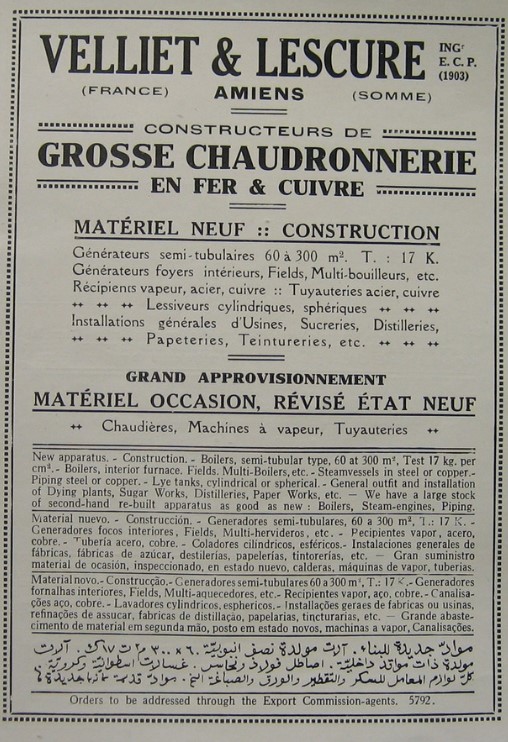 VELLIET & LESCURE INGr
E. C. P.
(1903)
(FRANCE) AMIENS (SOMME)
CONSTRUCTEURS DE
GROSSE CHAUDRONNERIE
EN FER & CUIVRE
MATÉRIEL NEUF :: CONSTRUCTION
Générateurs semi-tubulaires 60 à 300 m². T. : 17 K.
Générateurs foyers intérieurs, Fields, Multi-bouilleurs, etc.
Récipients vapeur, acier, cuivre :: Tuyauteries acier, cuivre
Lessiveurs cylindriques, sphériques
Installations générales d'Usines, Sucreries, Distilleries,
Papeteries, Teintureries, etc.
GRAND APPROVISIONNEMENT
MATÉRIEL OCCASION, RÉVISÉ ÉTAT NEUF
Chaudières, Machines à vapeur, Tuyauteries
New apparatus. - Construction. - Boilers, semi-tubular type, 60 at 300 m², Test 17 kg. per
cm². - Boilers, interior furnace. Fields. Multi-Boilers, etc. - Steamvessels in steel or copper.-
Piping steel or copper. - Lye tanks, cylindrical or spherical. - General outfit and installation
of Dying plants, Sugar Works, Distilleries, Paper Works, etc. — We have a large stock
of second-hand re-built apparatus as good as new : Boilers, Steam-engines, Piping.
Material nuevo. - Construcción. - Generadores semi-tubulares, 60 a 300 m², T.: 17 K. -
Generadores focos interiores, Fields, Multi-hervideros, etc. - Pecipientes vapor, acero,
cobre. - Tubería acero, cobre. - Coladores cilindricos, esféricos.- Instalaciones generales de
fábricas, fábricas de azúcar, destilerías, papelerías, tintorerías, etc. — Gran suministro
material de ocasión, inspeccionado, en estado nuevo, calderas, máquinas de vapor, tuberias.
Material novo.- Construcção.- Generadores semi-tubulares 60 a 300 m², T. : 17 K.-Generadores
fornalhas interiores, Fields, Multi-aquecedores, etc.- Recipientes vapor, aço, cobre.- Canalisa-
ções aço, cobre. - Lavadores cylindricos, esphericos. - Installações geraes de fabricas ou usinas,
refinações de assucar, fabricas de distillação, papelarias, tincturarias, etc. — Grande abaste-
cimento de material em segunda mão, posto em estado novo, machinas a vapor, Canalisações.
Orders to be addressed through the Export Commission-agents. 5792.